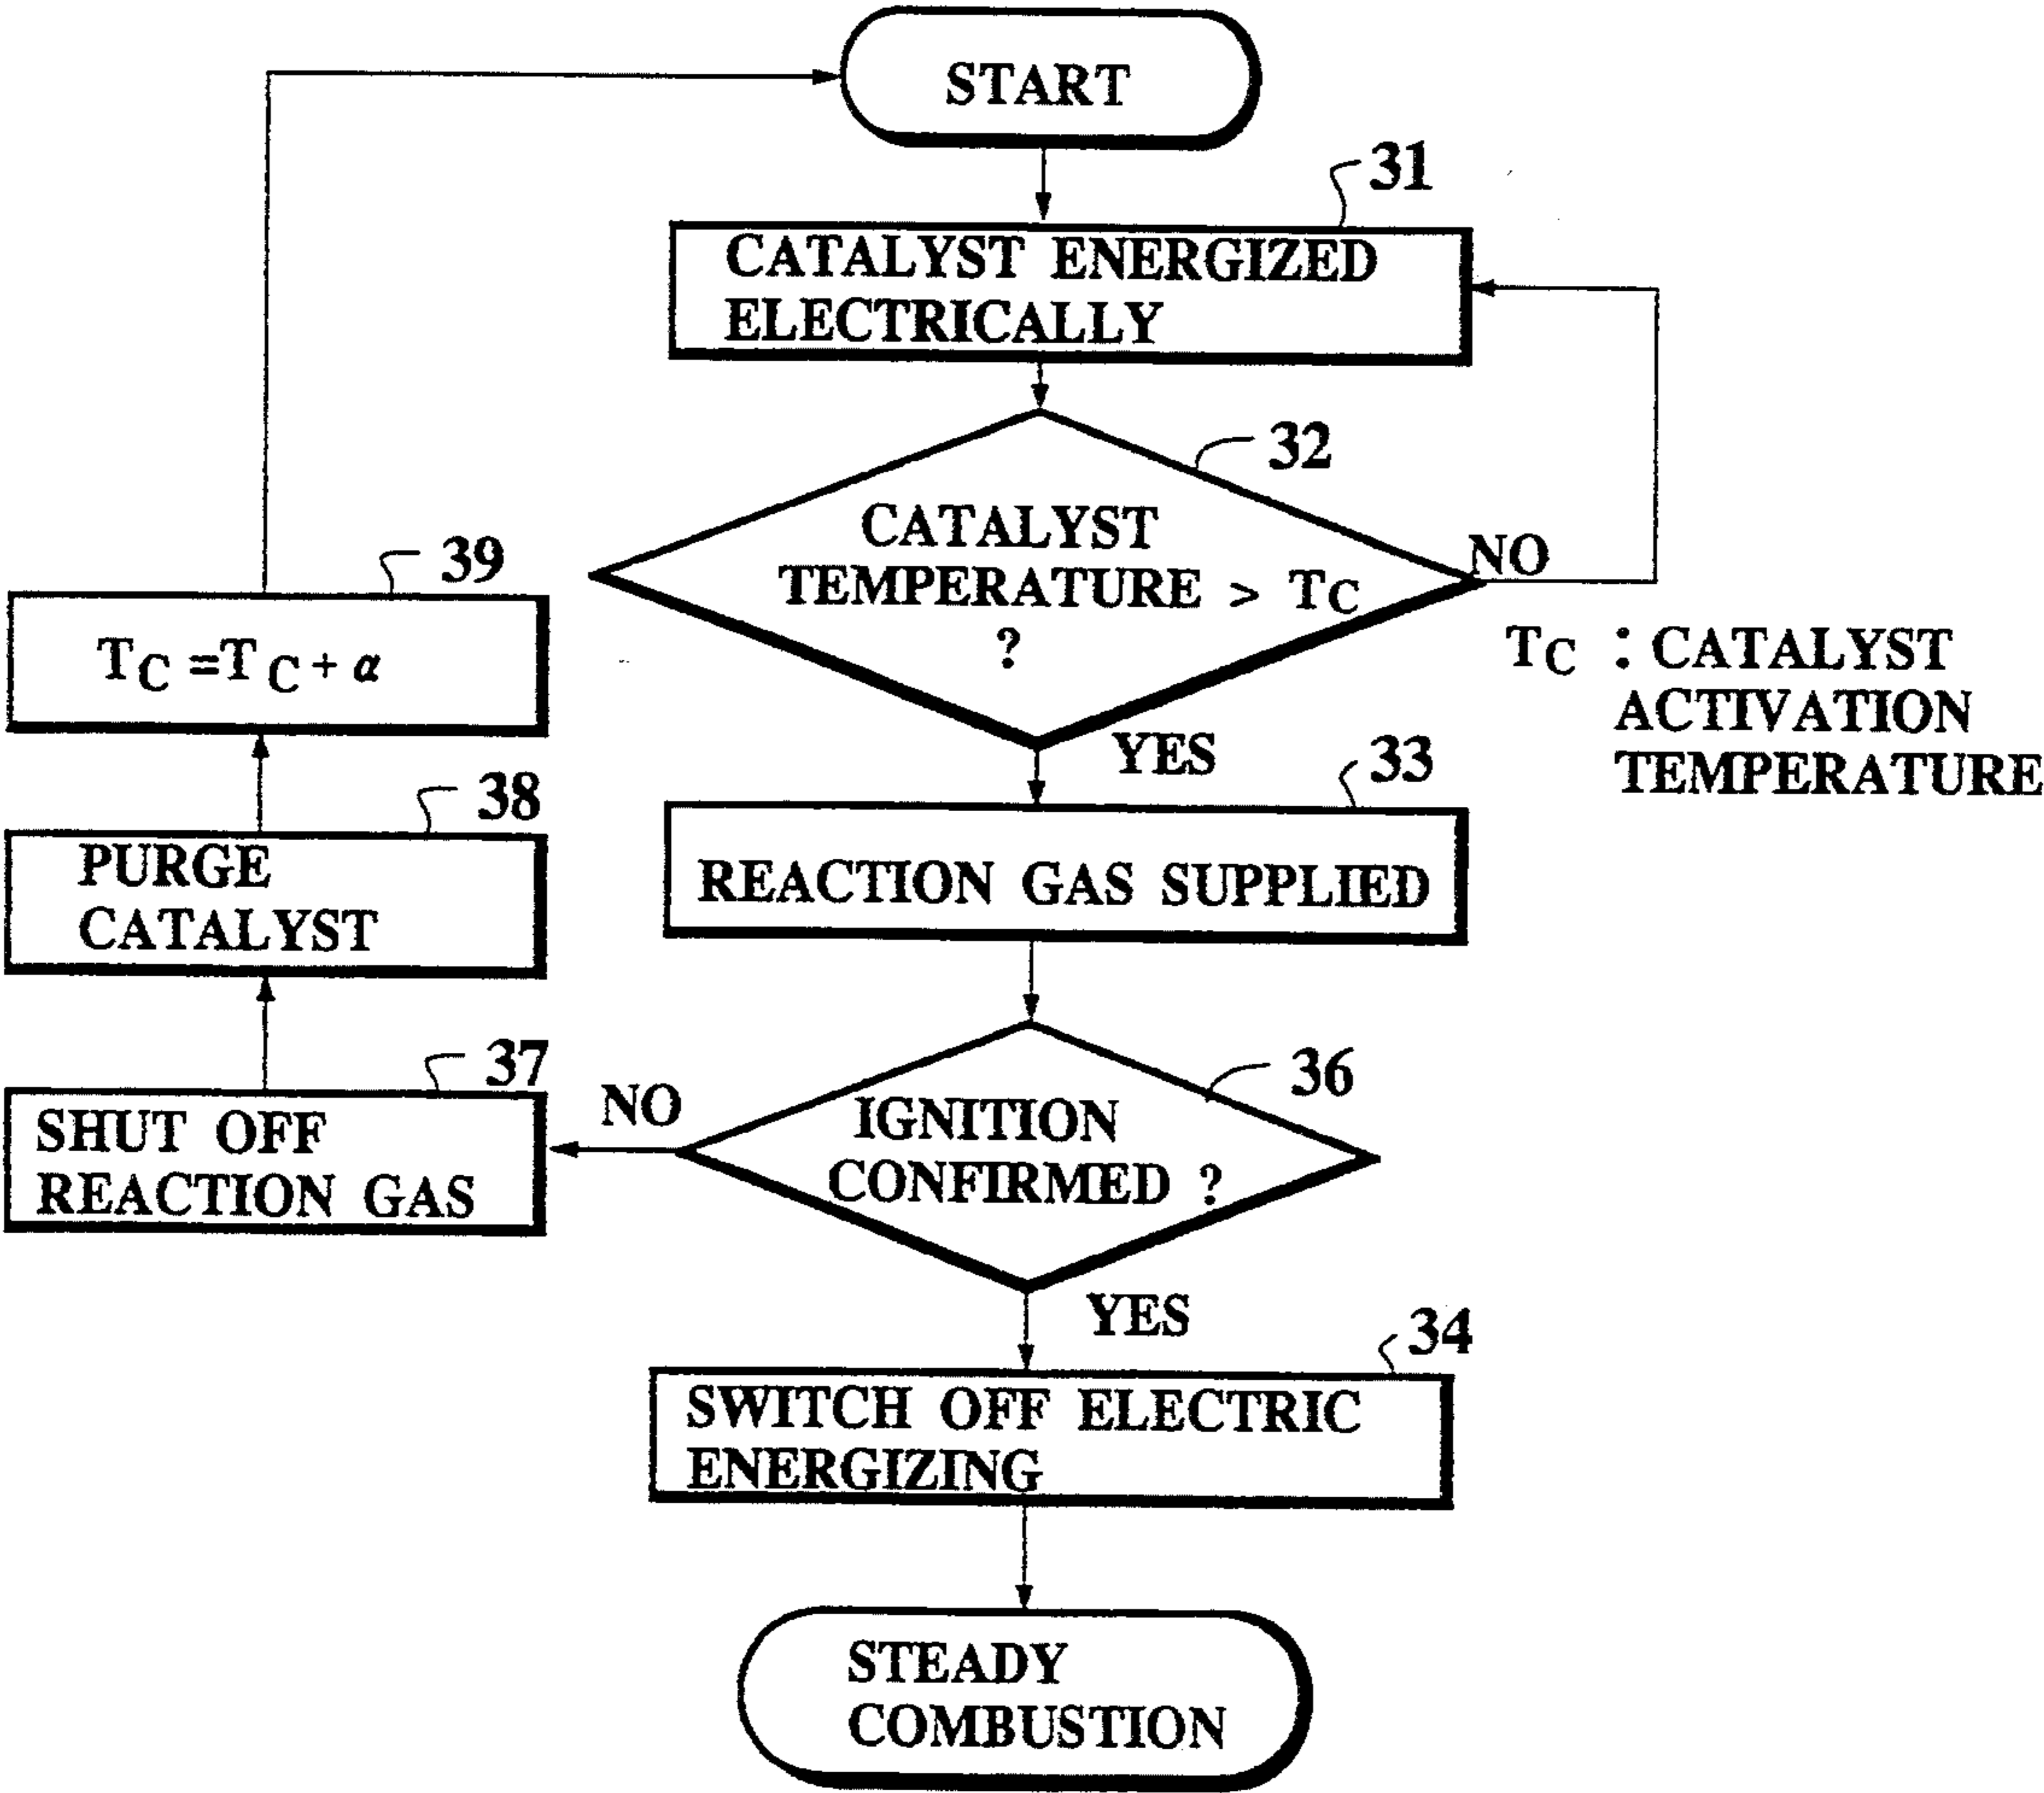 START
31
CATALYST ENERGIZED
ELECTRICALLY
32
CATALYST
TEMPERATURE > TC
?
NO
TC : CATALYST
ACTIVATION
TEMPERATURE
YES
33
REACTION GAS SUPPLIED
36
IGNITION
CONFIRMED ?
NO
37
SHUT OFF
REACTION GAS
38
PURGE
CATALYST
39
TC =TC + α
YES
34
SWITCH OFF ELECTRIC
ENERGIZING
STEADY
COMBUSTION